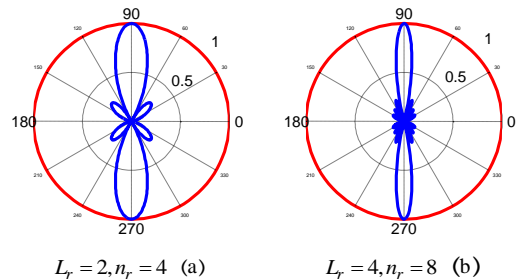 90 90
120 60 120 60
1 1
150 30 150 30
0.5 0.5
180 0 180 0
210 330 210 330
240 300 240 300
270 270
L_r = 2, n_r = 4 (a) L_r = 4, n_r = 8 (b)